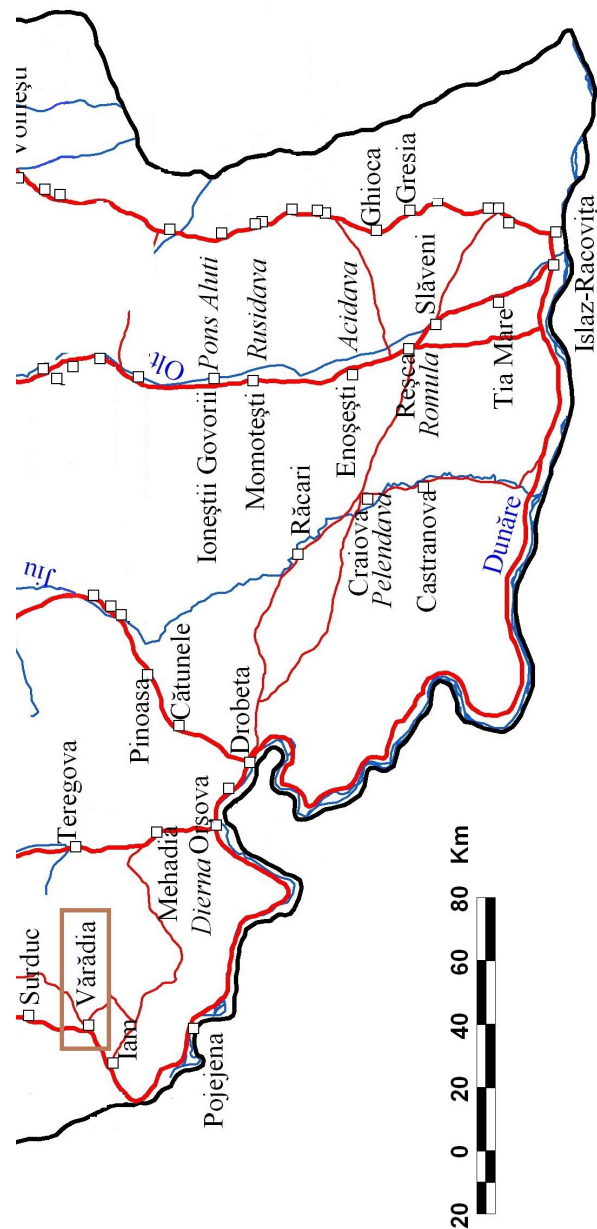 Surduc
Vărădia
Iam
Pojejena
Teregova
Mehadia
Dierna
Orşova
Drobeta
Pinoasa
Cătunele
Jiu
Răcari
Craiova
Pelendava
Castranova
Dunăre
Olt
Ioneştii Govorii
Pons Aluti
Momoteşti
Rusidava
Enoşeşti
Acidava
Reşca
Romula
Slăveni
Tia Mare
Islaz-Racoviţa
Ghioca
Gresia
20 0 20 40 60 80
Km